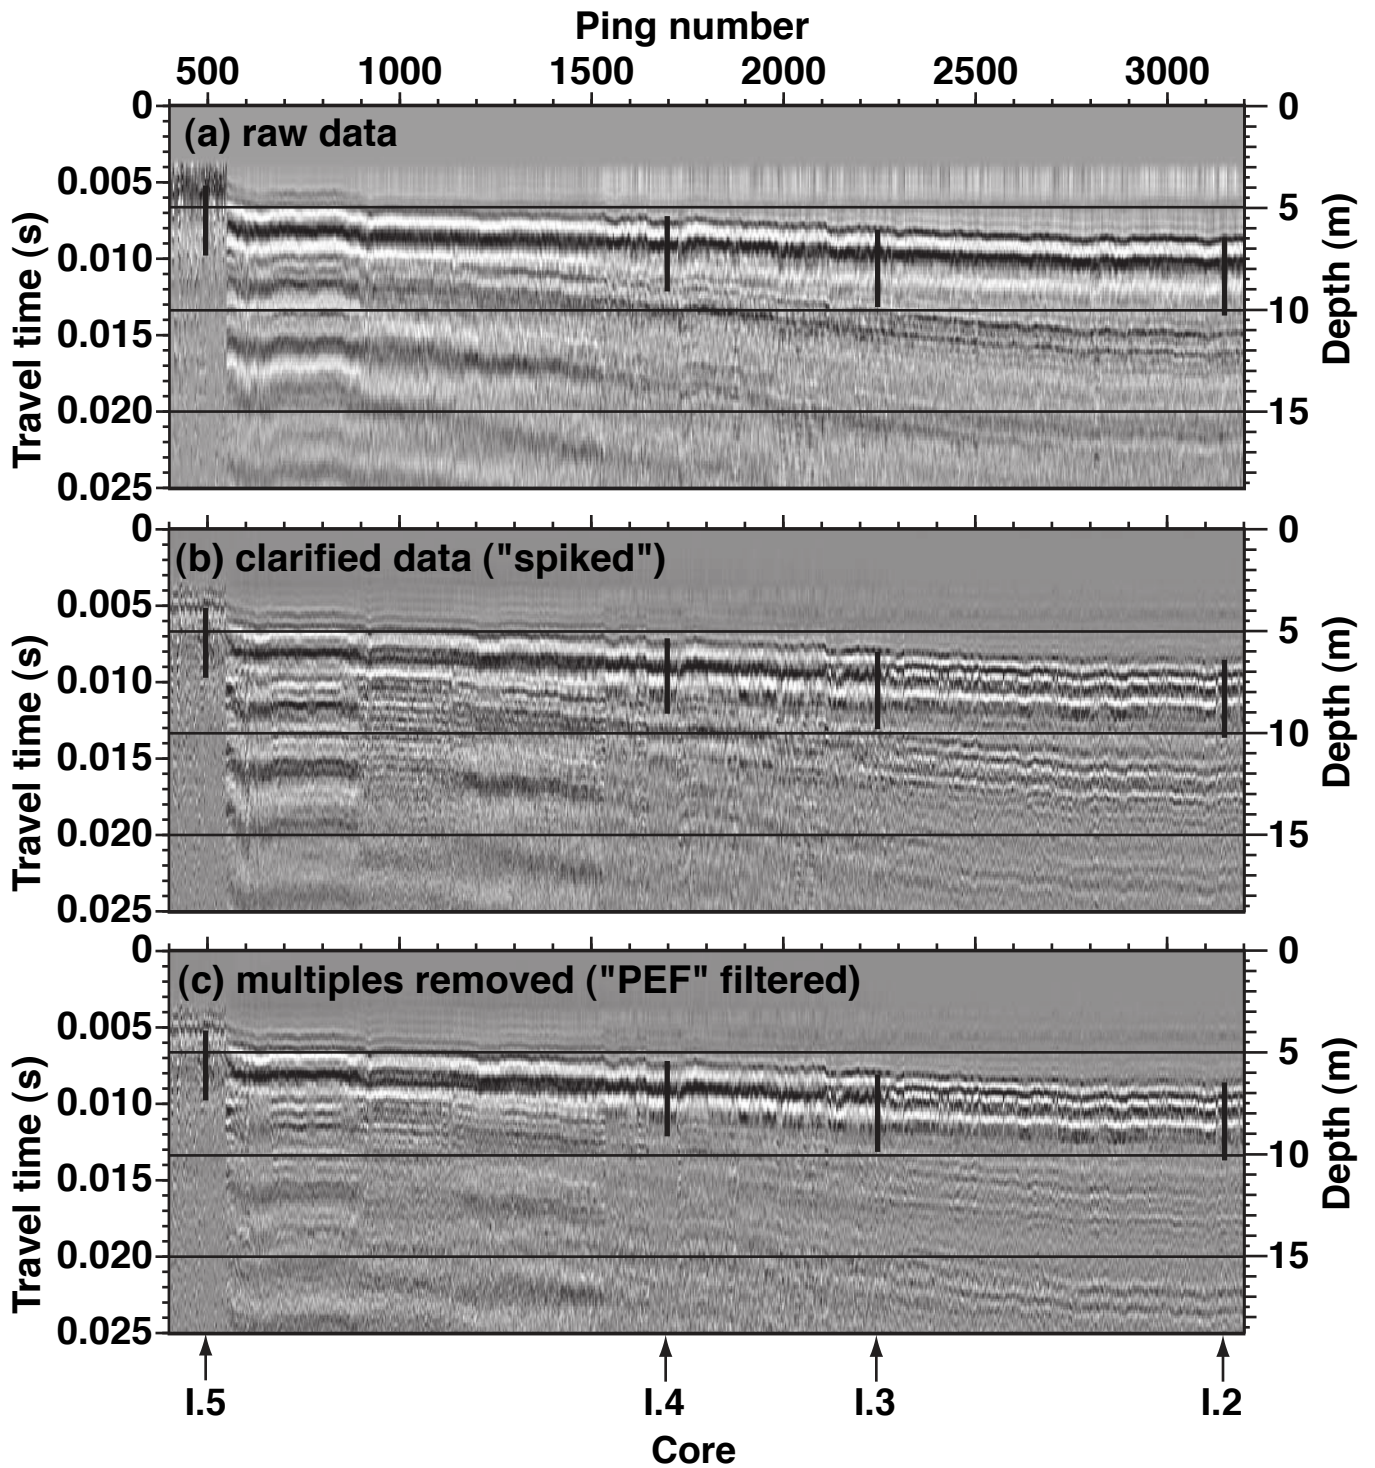 Ping number
500 1000 1500 2000 2500 3000
(a) raw data
0
0.005
0.010
0.015
0.020
0.025
Travel time (s)
0
5
10
15
Depth (m)
(b) clarified data ("spiked")
0
0.005
0.010
0.015
0.020
0.025
Travel time (s)
0
5
10
15
Depth (m)
(c) multiples removed ("PEF" filtered)
0
0.005
0.010
0.015
0.020
0.025
Travel time (s)
0
5
10
15
Depth (m)
I.5 I.4 I.3 I.2
Core